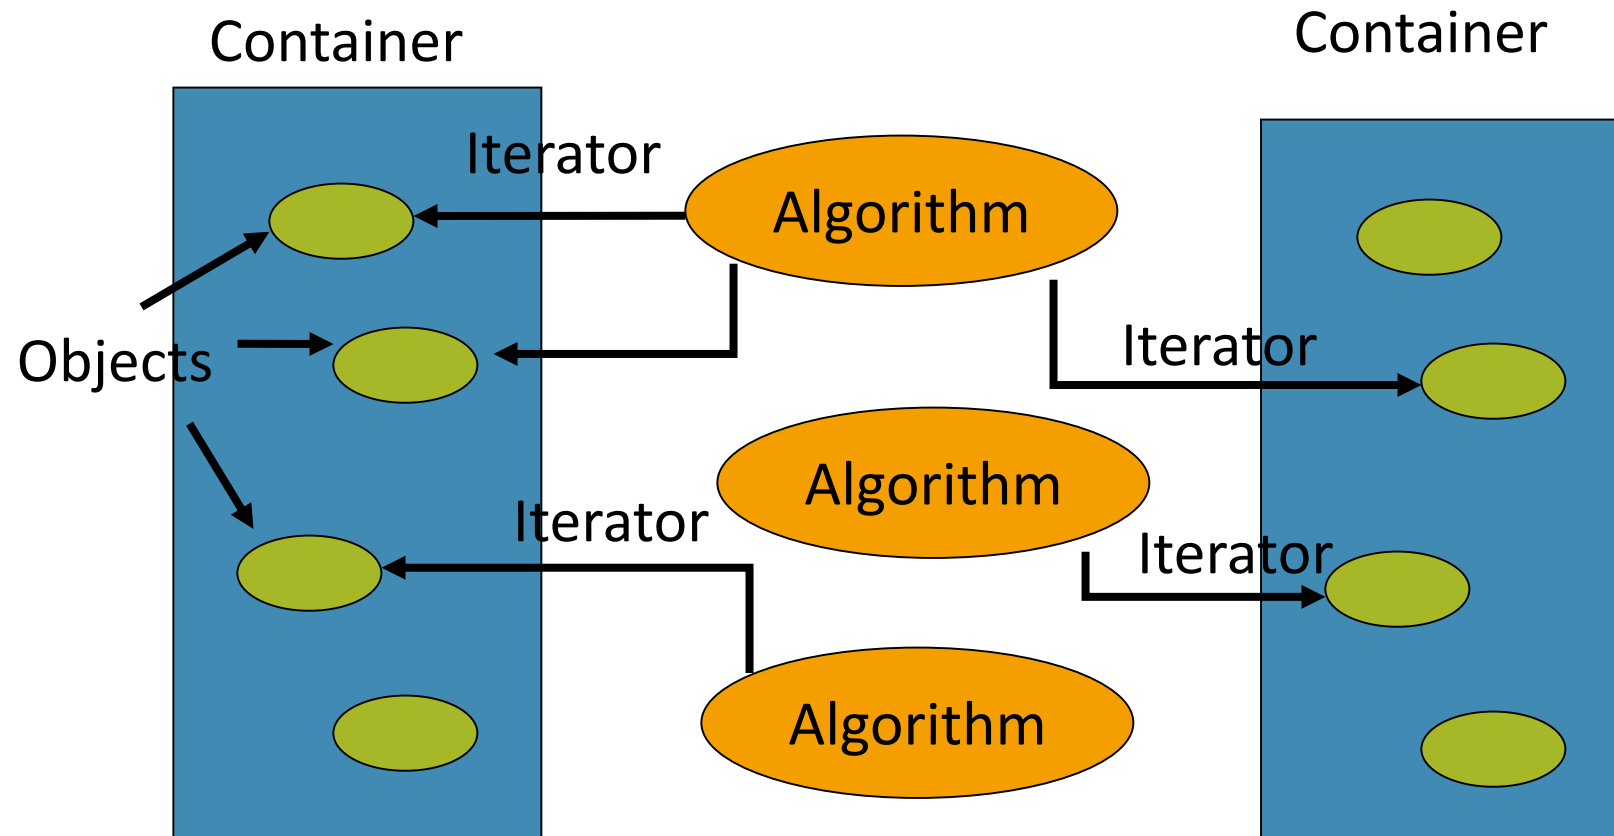 Container
Container
Iterator
Algorithm
Iterator
Objects
Algorithm
Iterator
Iterator
Algorithm